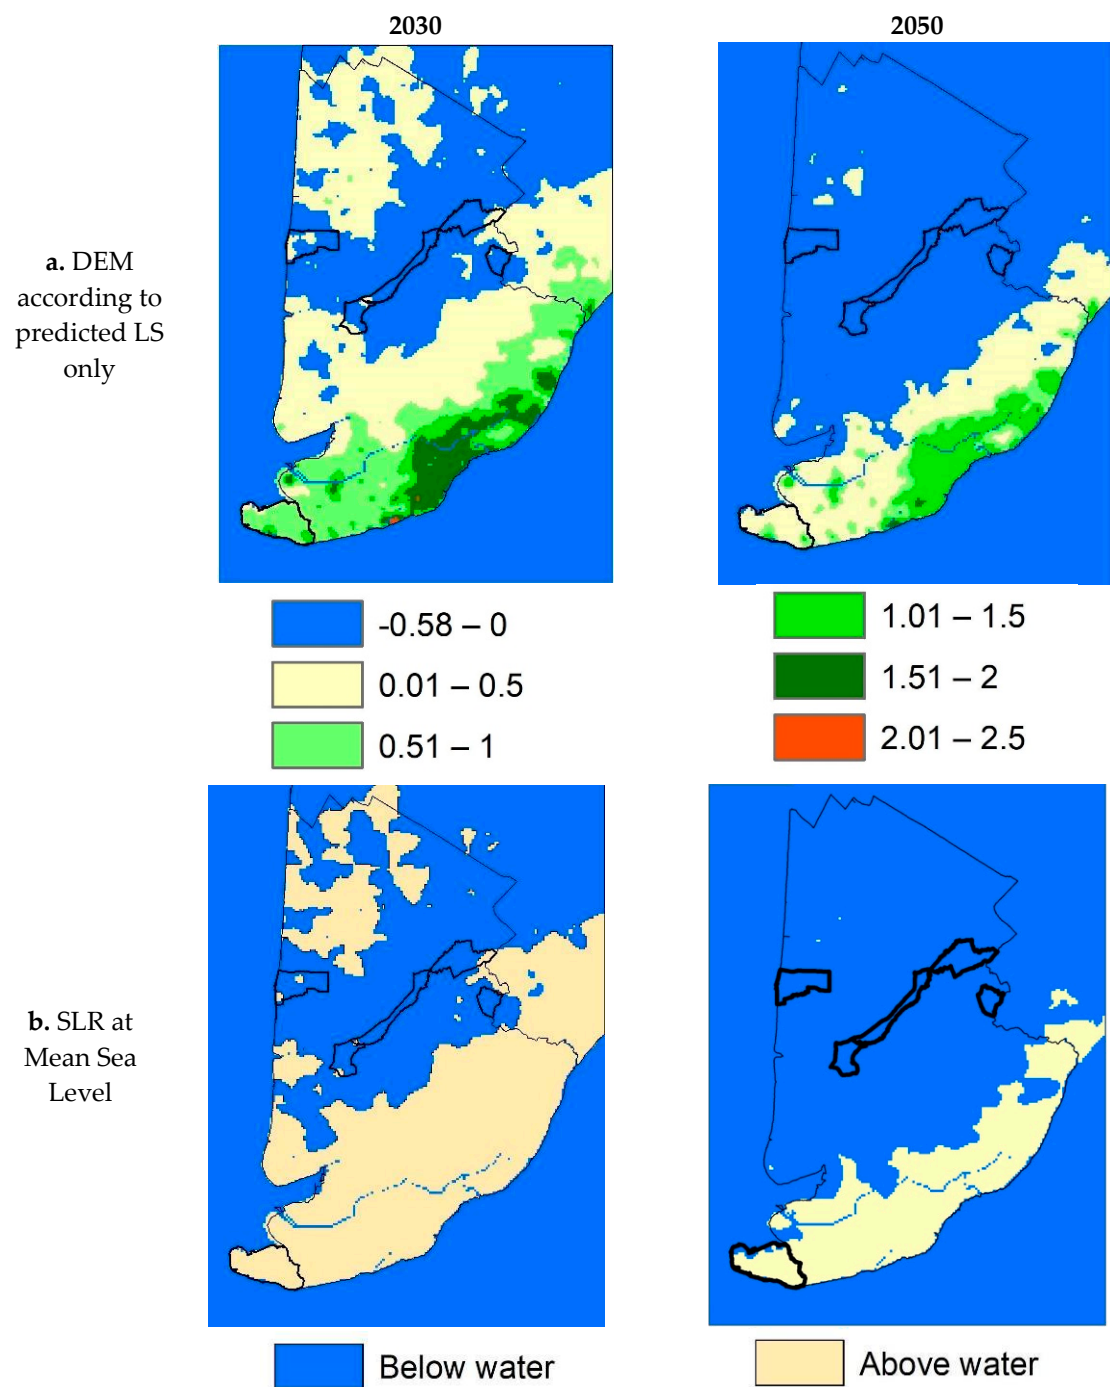 2030
2050
a. DEM
according to
predicted LS
only
-0.58 – 0
0.01 – 0.5
0.51 – 1
1.01 – 1.5
1.51 – 2
2.01 – 2.5
b. SLR at
Mean Sea
Level
Below water
Above water